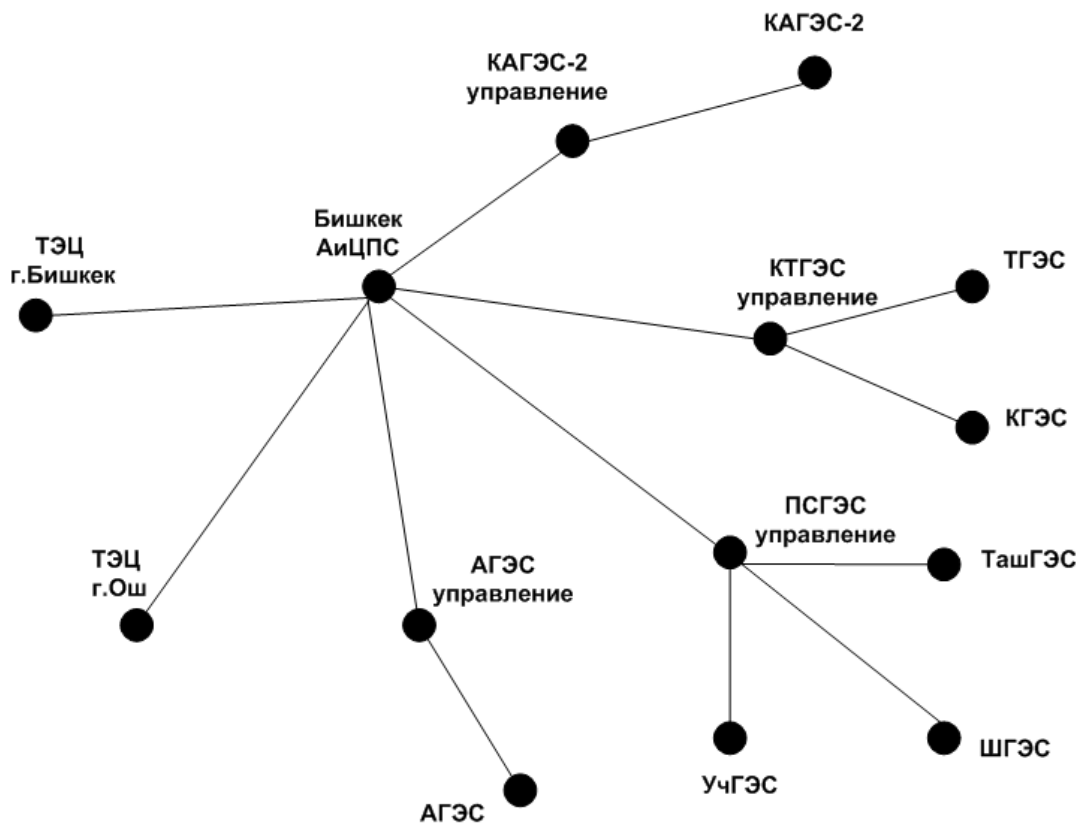 КАГЭС-2
КАГЭС-2
управление
Бишкек
АиЦПС
ТЭЦ
г.Бишкек
КТГЭС
управление
ТГЭС
КГЭС
ПСГЭС
управление
ТашГЭС
ТЭЦ
г.Ош
АГЭС
управление
ШГЭС
УчГЭС
АГЭС